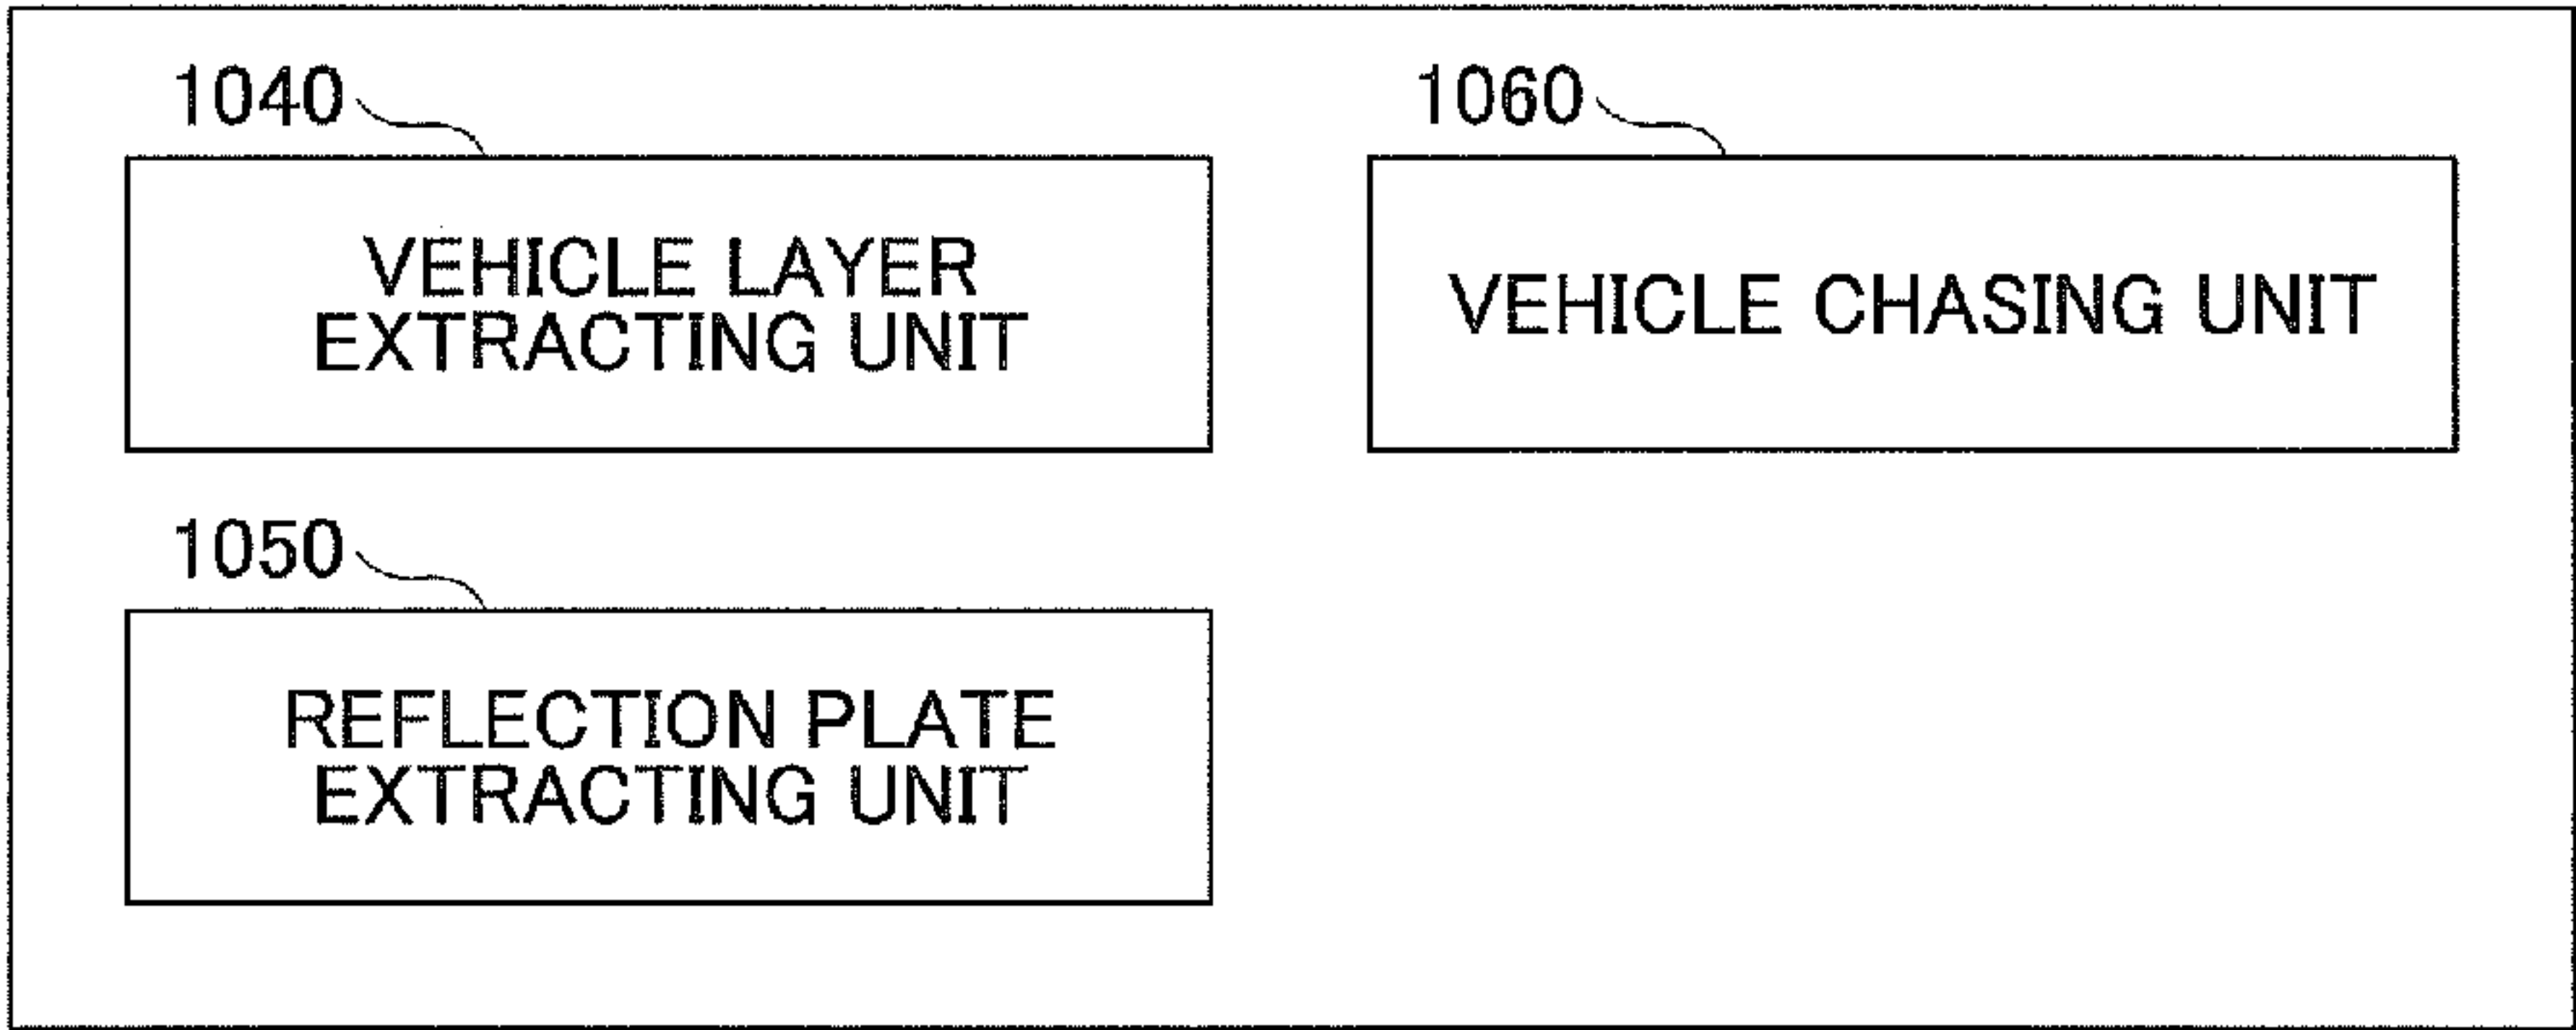 1040
VEHICLE LAYER
EXTRACTING UNIT
1060
VEHICLE CHASING UNIT
1050
REFLECTION PLATE
EXTRACTING UNIT